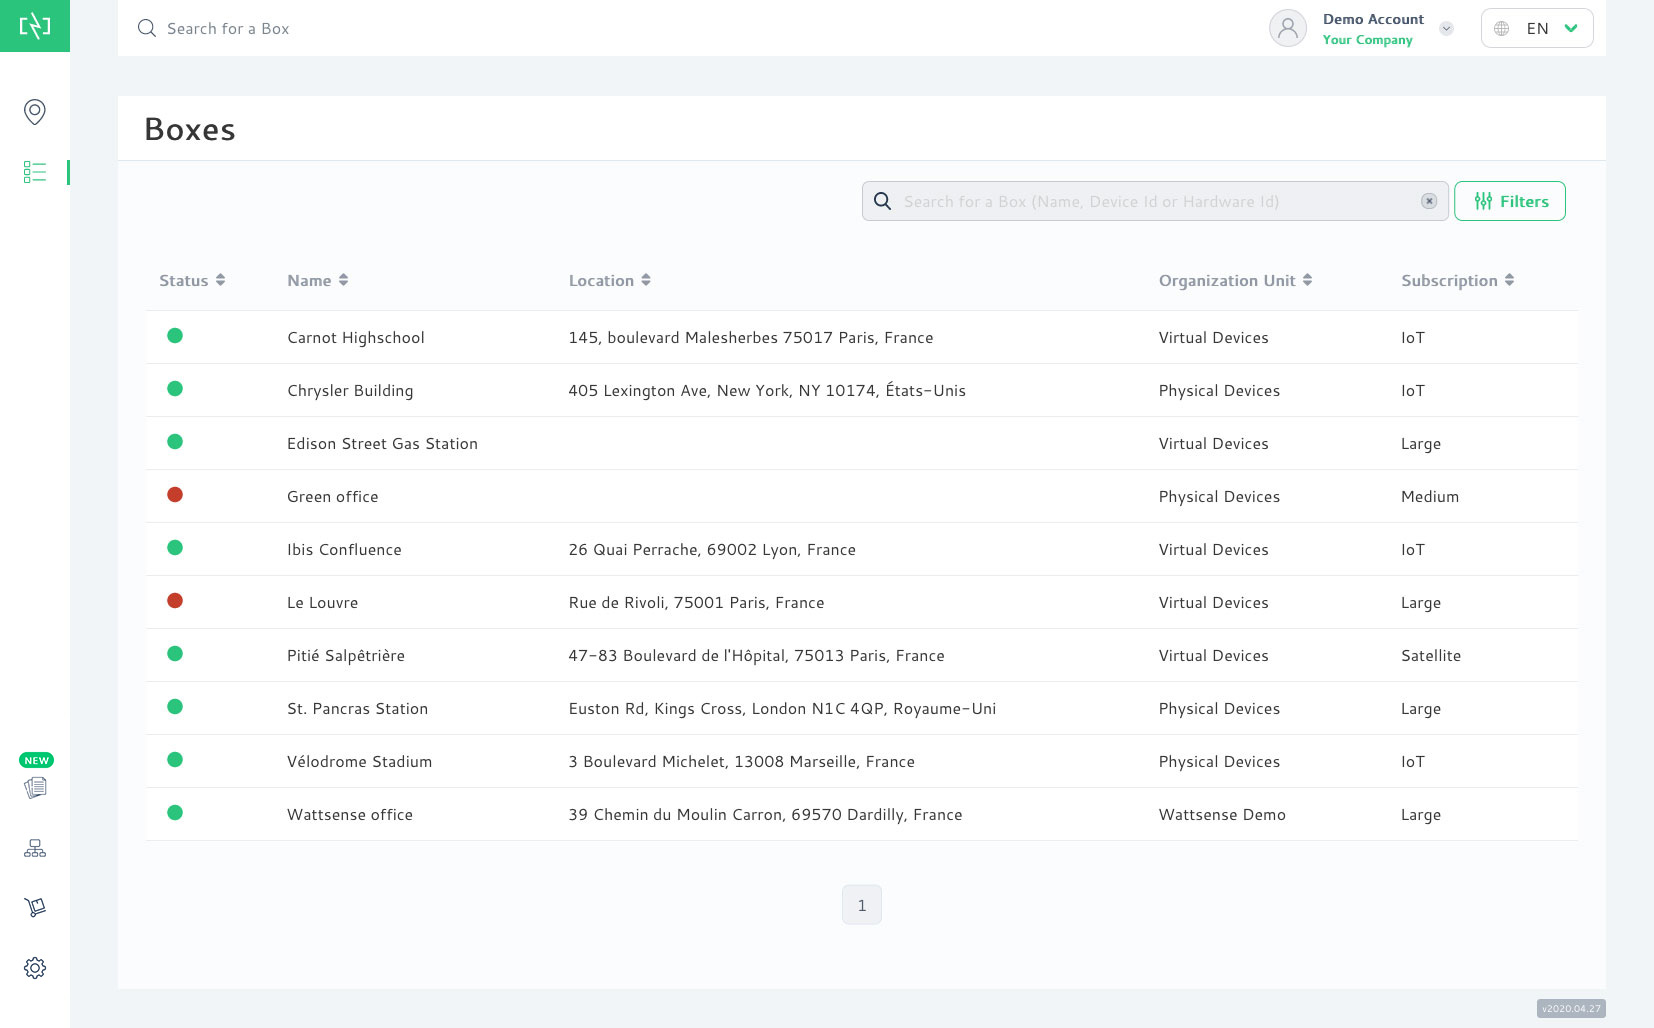 Search for a Box
Demo Account
Your Company
EN
Boxes
Search for a Box (Name, Device Id or Hardware Id)
Filters
Status Name Location Organization Unit Subscription
Carnot Highschool 145, boulevard Malesherbes 75017 Paris, France Virtual Devices IoT
Chrysler Building 405 Lexington Ave, New York, NY 10174, États-Unis Physical Devices IoT
Edison Street Gas Station Virtual Devices Large
Green office Physical Devices Medium
Ibis Confluence 26 Quai Perrache, 69002 Lyon, France Virtual Devices IoT
Le Louvre Rue de Rivoli, 75001 Paris, France Virtual Devices Large
Pitié Salpêtrière 47-83 Boulevard de l'Hôpital, 75013 Paris, France Virtual Devices Satellite
St. Pancras Station Euston Rd, Kings Cross, London N1C 4QP, Royaume-Uni Physical Devices Large
Vélodrome Stadium 3 Boulevard Michelet, 13008 Marseille, France Physical Devices IoT
Wattsense office 39 Chemin du Moulin Carron, 69570 Dardilly, France Wattsense Demo Large
NEW
1
v2020.04.27